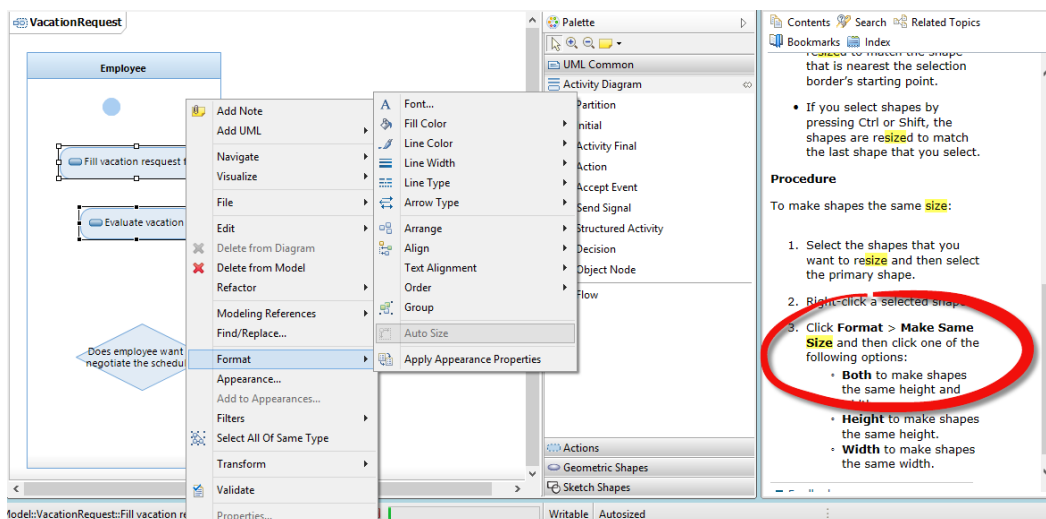 VacationRequest
Employee
Fill vacation resquest f
Evaluate vacation
Does employee want
negotiate the schedul
Add Note
Add UML
Navigate
Visualize
File
Edit
Delete from Diagram
Delete from Model
Refactor
Modeling References
Find/Replace...
Format
Appearance...
Add to Appearances...
Filters
Select All Of Same Type
Transform
Validate
Properties...
Font...
Fill Color
Line Color
Line Width
Line Type
Arrow Type
Arrange
Align
Text Alignment
Order
Group
Auto Size
Apply Appearance Properties
Palette
UML Common
Activity Diagram
Partition
nitial
Activity Final
Action
Accept Event
Send Signal
Structured Activity
Decision
Object Node
Flow
Actions
Geometric Shapes
Sketch Shapes
Contents Search Related Topics
Bookmarks Index
resized to match the shape
that is nearest the selection
border's starting point.
• If you select shapes by
pressing Ctrl or Shift, the
shapes are resized to match
the last shape that you select.
Procedure
To make shapes the same size:
1. Select the shapes that you
want to resize and then select
the primary shape.
2. Right-click a selected shape.
3. Click Format > Make Same
Size and then click one of the
following options:
◦ Both to make shapes
the same height and
◦ Height to make shapes
the same height.
◦ Width to make shapes
the same width.
Model::VacationRequest::Fill vacation re
Writable Autosized